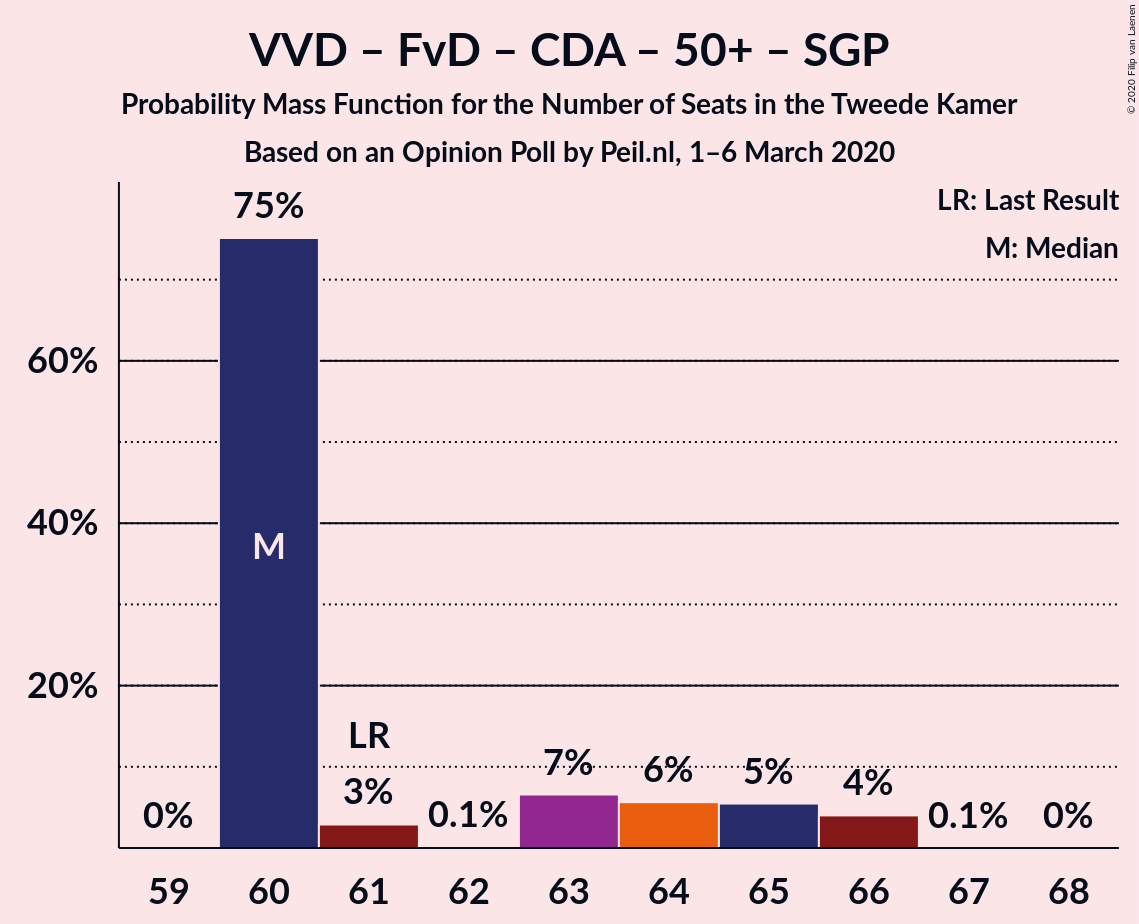 VVD – FvD – CDA – 50+ – SGP
Probability Mass Function for the Number of Seats in the Tweede Kamer
Based on an Opinion Poll by Peil.nl, 1–6 March 2020
© 2020 Filip van Laenen
LR: Last Result
M: Median
60%
40%
20%
0%
75%
M
LR
3%
0.1%
7%
6%
5%
4%
0.1%
0%
59 60 61 62 63 64 65 66 67 68